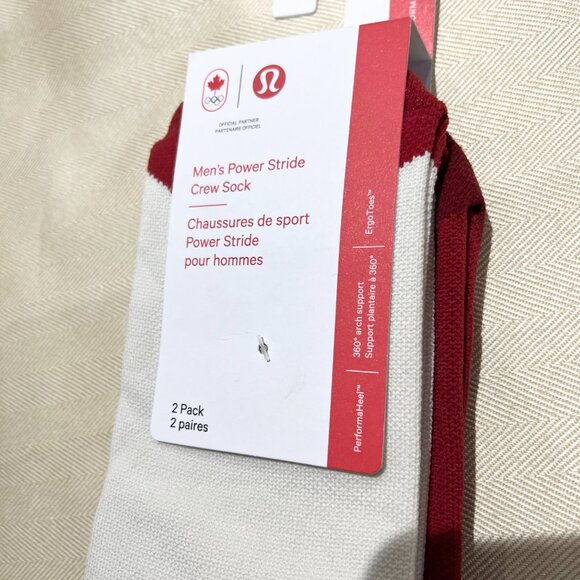 OFFICIAL PARTNER
PARTENAIRE OFFICIEL
Men's Power Stride
Crew Sock
Chaussures de sport
Power Stride
pour hommes
2 Pack
2 paires
PerformaHeel™
360° arch support
Support plantaire à 360°
ErgoToes™